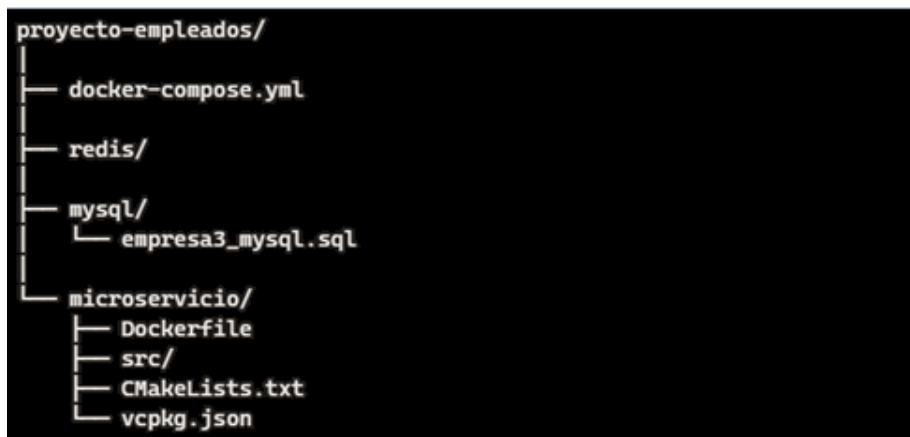 proyecto-empleados/
│
├── docker-compose.yml
│
├── redis/
│
├── mysql/
│   └── empresa3_mysql.sql
│
└── microservicio/
    ├── Dockerfile
    ├── src/
    ├── CMakeLists.txt
    └── vcpkg.json